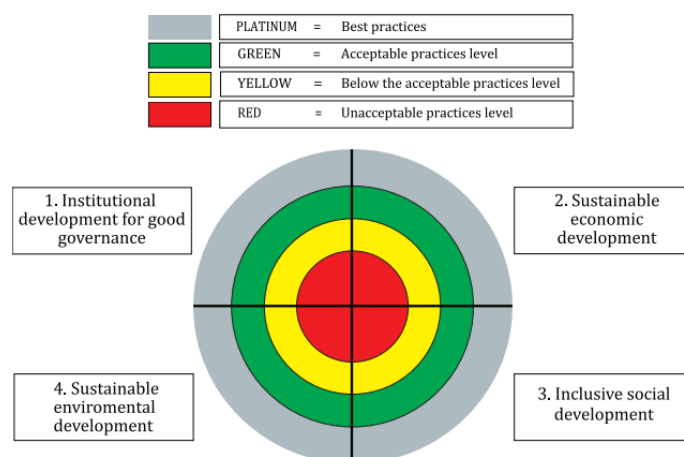 PLATINUM = Best practices
GREEN = Acceptable practices level
YELLOW = Below the acceptable practices level
RED = Unacceptable practices level
1. Institutional
development for good
governance
2. Sustainable
economic
development
4. Sustainable
enviromental
development
3. Inclusive social
development